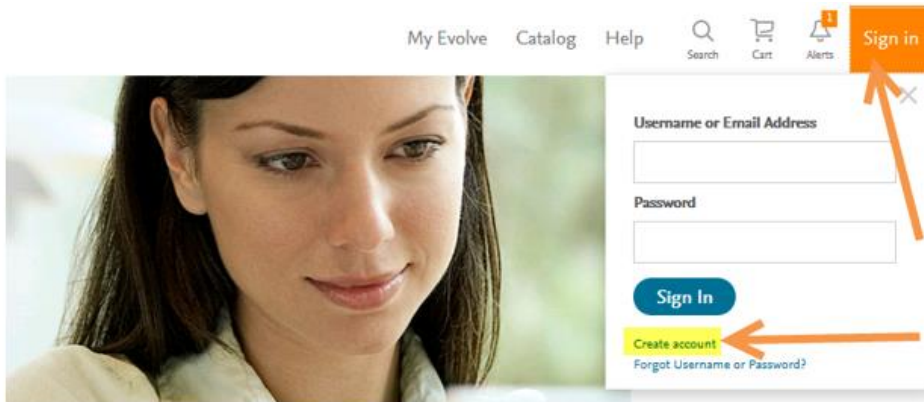 My Evolve Catalog Help Search Cart 1 Alerts Sign in
Username or Email Address
Password
Sign In
Create account
Forgot Username or Password?